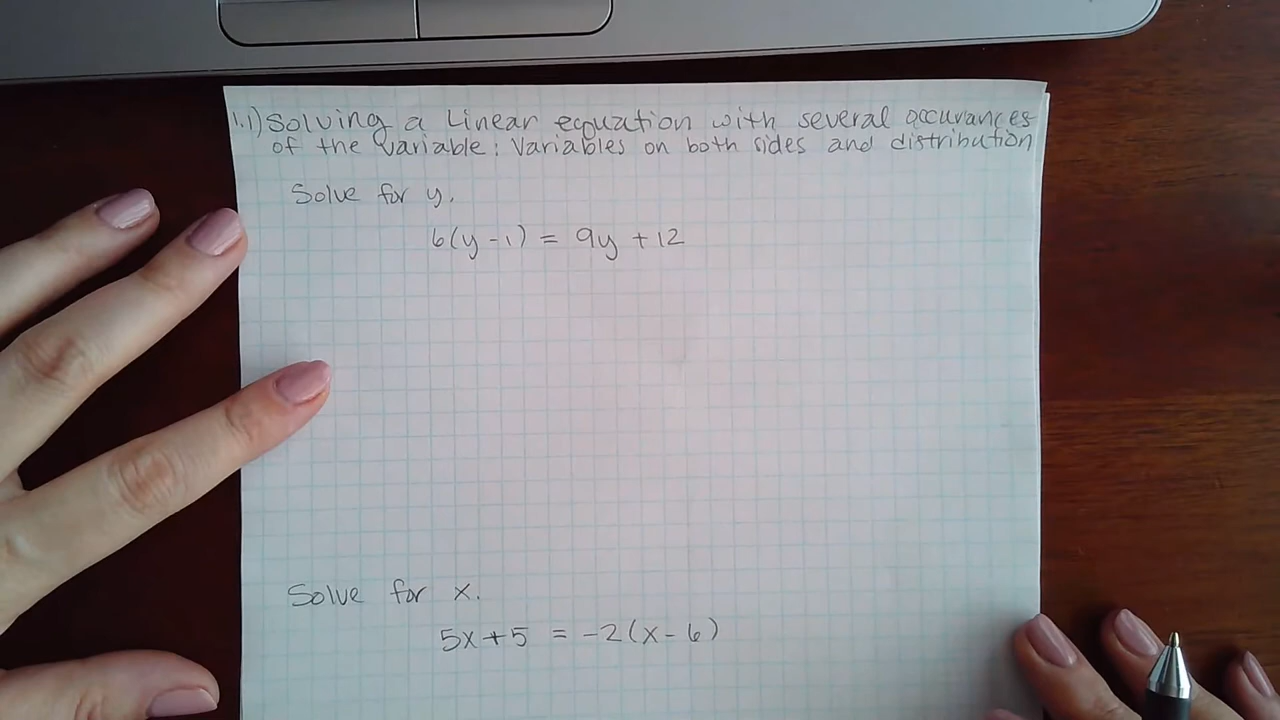 1.1) Solving a Linear equation with several occurances
of the variable: Variables on both sides and distribution
Solve for y.
6(y-1) = 9y + 12
Solve for x.
5x+5 = -2(x-6)